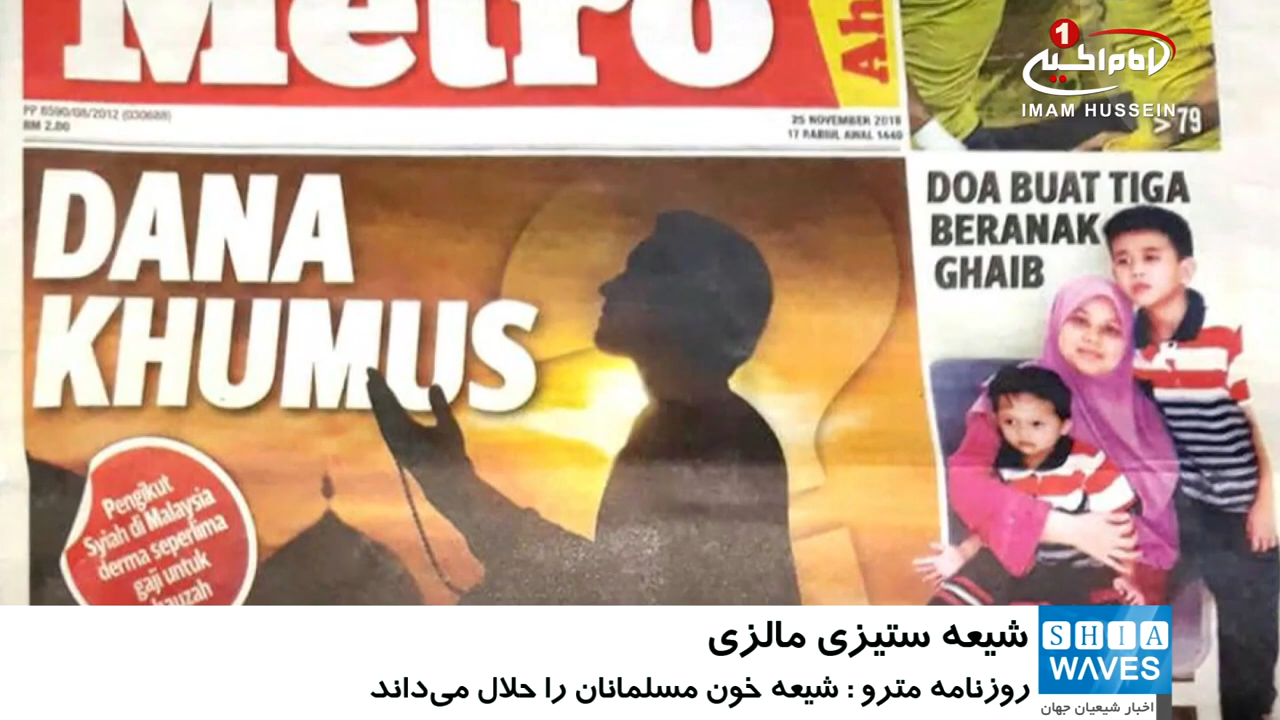 Metro
Ah
1
امام حسین
IMAM HUSSEIN
>79
PP 8590/08/2012 (030688)
RM 2.00
25 NOVEMBER 2018
17 RABIUL AWAL 1440
DANA
KHUMUS
DOA BUAT TIGA
BERANAK
GHAIB
Pengikut
Syiah di Malaysia
derma seperlima
gaji untuk
hauzah
شیعه ستیزی مالزی
روزنامه مترو : شیعه خون مسلمانان را حلال می‌داند
SHIA
WAVES
اخبار شیعیان جهان